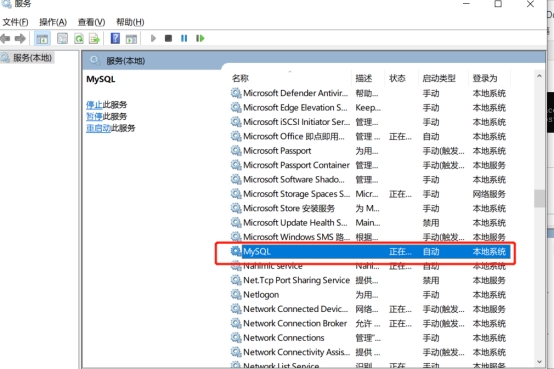 服务
文件(F) 操作(A) 查看(V) 帮助(H)
服务(本地)
服务(本地)
MySQL
停止此服务
暂停此服务
重启动此服务
名称 描述 状态 启动类型 登录为
Microsoft Defender Antivir... 帮助... 手动 本地系统
Microsoft Edge Elevation S... Keep... 手动 本地系统
Microsoft iSCSI Initiator Ser... 管理... 手动 本地系统
Microsoft Office 即点即用... 管理 ... 正在... 自动 本地系统
Microsoft Passport 为用... 手动(触发... 本地系统
Microsoft Passport Container 管理... 手动(触发... 本地服务
Microsoft Software Shado... 管理... 手动 本地系统
Microsoft Storage Spaces S... Micr... 正在... 手动 网络服务
Microsoft Store 安装服务 为 M... 手动 本地系统
Microsoft Update Health S... Main... 禁用 本地系统
Microsoft Windows SMS 路... 根据... 手动(触发... 本地服务
MySQL 正在... 自动 本地系统
Nahimic service Nahi... 正在... 自动 本地系统
Net.Tcp Port Sharing Service 提供... 禁用 本地服务
Netlogon 为用... 手动 本地系统
Network Connected Devic... 网络... 手动(触发... 本地服务
Network Connection Broker 允许 ... 正在... 手动(触发... 本地系统
Network Connections 管理"... 手动 本地系统
Network Connectivity Assis... 提供 ... 手动(触发... 本地系统
Network List Service 识别... 正在... 手动 本地服务